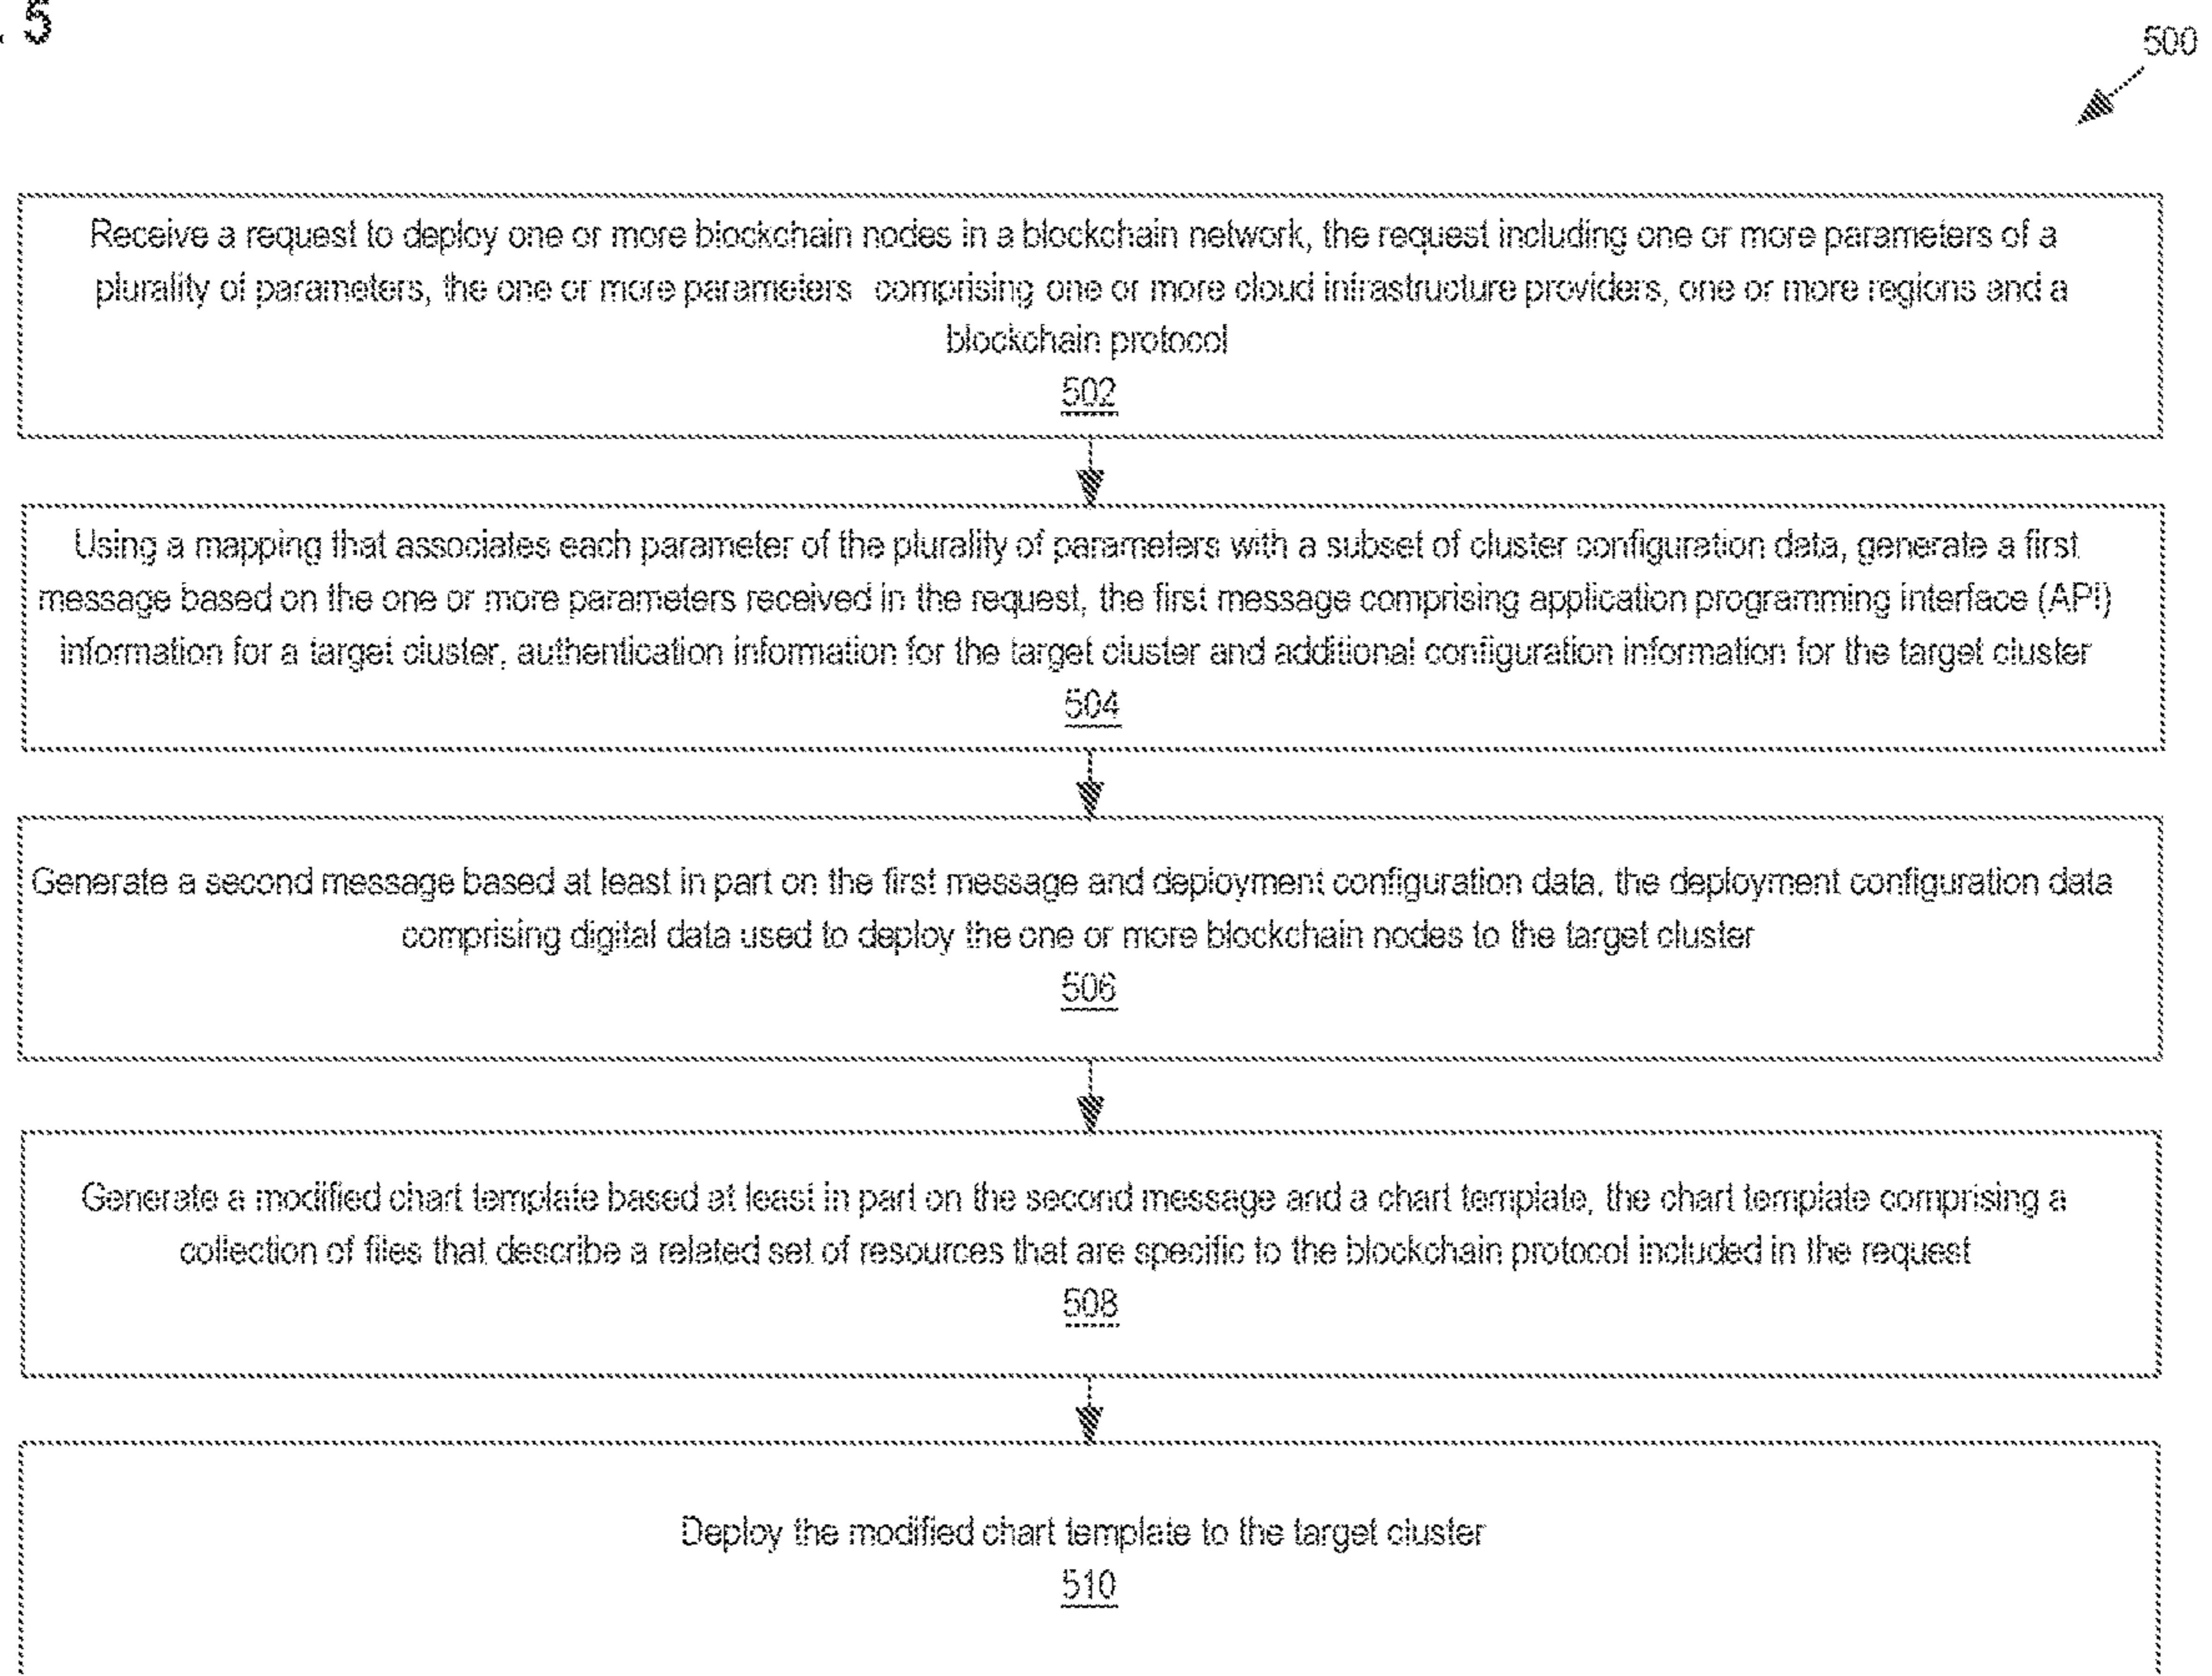 . 5
500
Receive a request to deploy one or more blockchain nodes in a blockchain network, the request including one or more parameters of a
plurality of parameters, the one or more parameters comprising one or more cloud infrastructure providers, one or more regions and a
blockchain protocol
502
Using a mapping that associates each parameter of the plurality of parameters with a subset of cluster configuration data, generate a first
message based on the one or more parameters received in the request, the first message comprising application programming interface (API)
information for a target cluster, authentication information for the target cluster and additional configuration information for the target cluster
504
Generate a second message based at least in part on the first message and deployment configuration data, the deployment configuration data
comprising digital data used to deploy the one or more blockchain nodes to the target cluster
506
Generate a modified chart template based at least in part on the second message and a chart template, the chart template comprising a
collection of files that describe a related set of resources that are specific to the blockchain protocol included in the request
508
Deploy the modified chart template to the target cluster
510